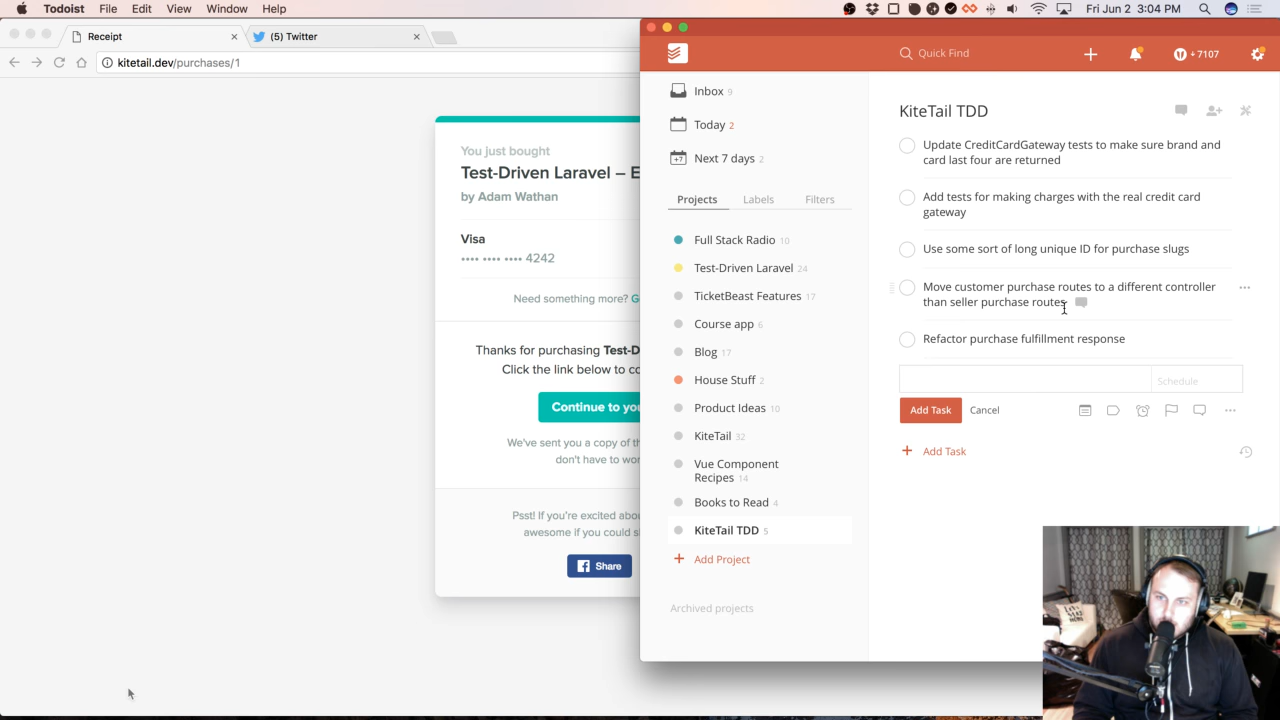 Todoist File Edit View Window Help
Fri Jun 2 3:04 PM
Receipt
(5) Twitter
kitetail.dev/purchases/1
You just bought
Test-Driven Laravel – E
by Adam Wathan
Visa
•••• •••• •••• 4242
Need something more? G
Thanks for purchasing Test-D
Click the link below to co
Continue to you
We've sent you a copy of th
don't have to wor
Psst! If you're excited abou
awesome if you could s
Share
Quick Find
7107
Inbox 9
Today 2
+7
Next 7 days 2
Projects Labels Filters
Full Stack Radio 10
Test-Driven Laravel 24
TicketBeast Features 17
Course app 6
Blog 17
House Stuff 2
Product Ideas 10
KiteTail 32
Vue Component
Recipes 14
Books to Read 4
KiteTail TDD 5
+ Add Project
Archived projects
KiteTail TDD
Update CreditCardGateway tests to make sure brand and
card last four are returned
Add tests for making charges with the real credit card
gateway
Use some sort of long unique ID for purchase slugs
Move customer purchase routes to a different controller
than seller purchase routes
Refactor purchase fulfillment response
Schedule
Add Task Cancel
+ Add Task